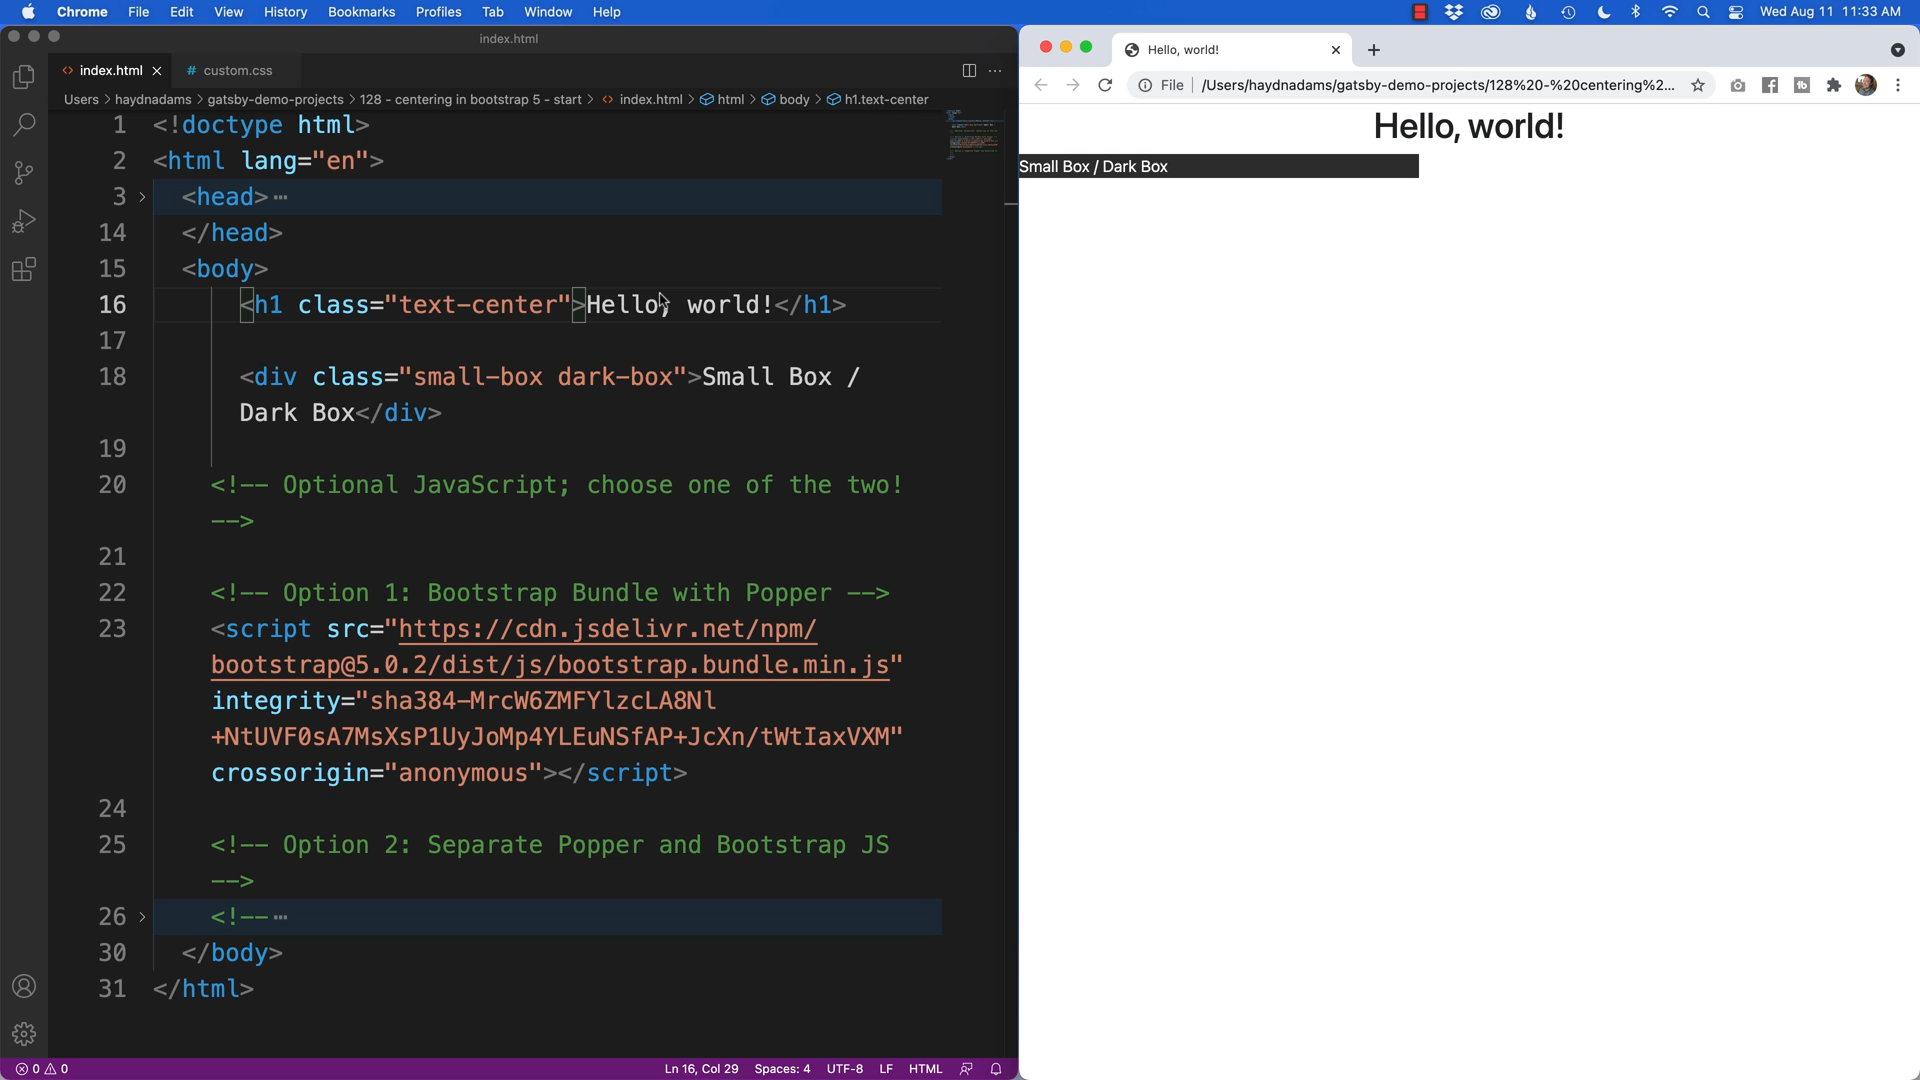 Chrome File Edit View History Bookmarks Profiles Tab Window Help
Wed Aug 11 11:33 AM
index.html
index.html
# custom.css
Users > haydnadams > gatsby-demo-projects > 128 - centering in bootstrap 5 - start > index.html > html > body > h1.text-center
1 <!doctype html>
2 <html lang="en">
3 <head>
14 </head>
15 <body>
16 <h1 class="text-center">Hello, world!</h1>
17
18 <div class="small-box dark-box">Small Box /
Dark Box</div>
19
20 <!-- Optional JavaScript; choose one of the two!
-->
21
22 <!-- Option 1: Bootstrap Bundle with Popper -->
23 <script src="https://cdn.jsdelivr.net/npm/
bootstrap@5.0.2/dist/js/bootstrap.bundle.min.js"
integrity="sha384-MrcW6ZMFYlzcLA8Nl
+NtUVF0sA7MsXsP1UyJoMp4YLEuNSfAP+JcXn/tWtIaxVXM"
crossorigin="anonymous"></script>
24
25 <!-- Option 2: Separate Popper and Bootstrap JS
-->
26 <!--
30 </body>
31 </html>
0 0
Ln 16, Col 29 Spaces: 4 UTF-8 LF HTML
Hello, world!
File /Users/haydnadams/gatsby-demo-projects/128%20-%20centering%2...
Hello, world!
Small Box / Dark Box